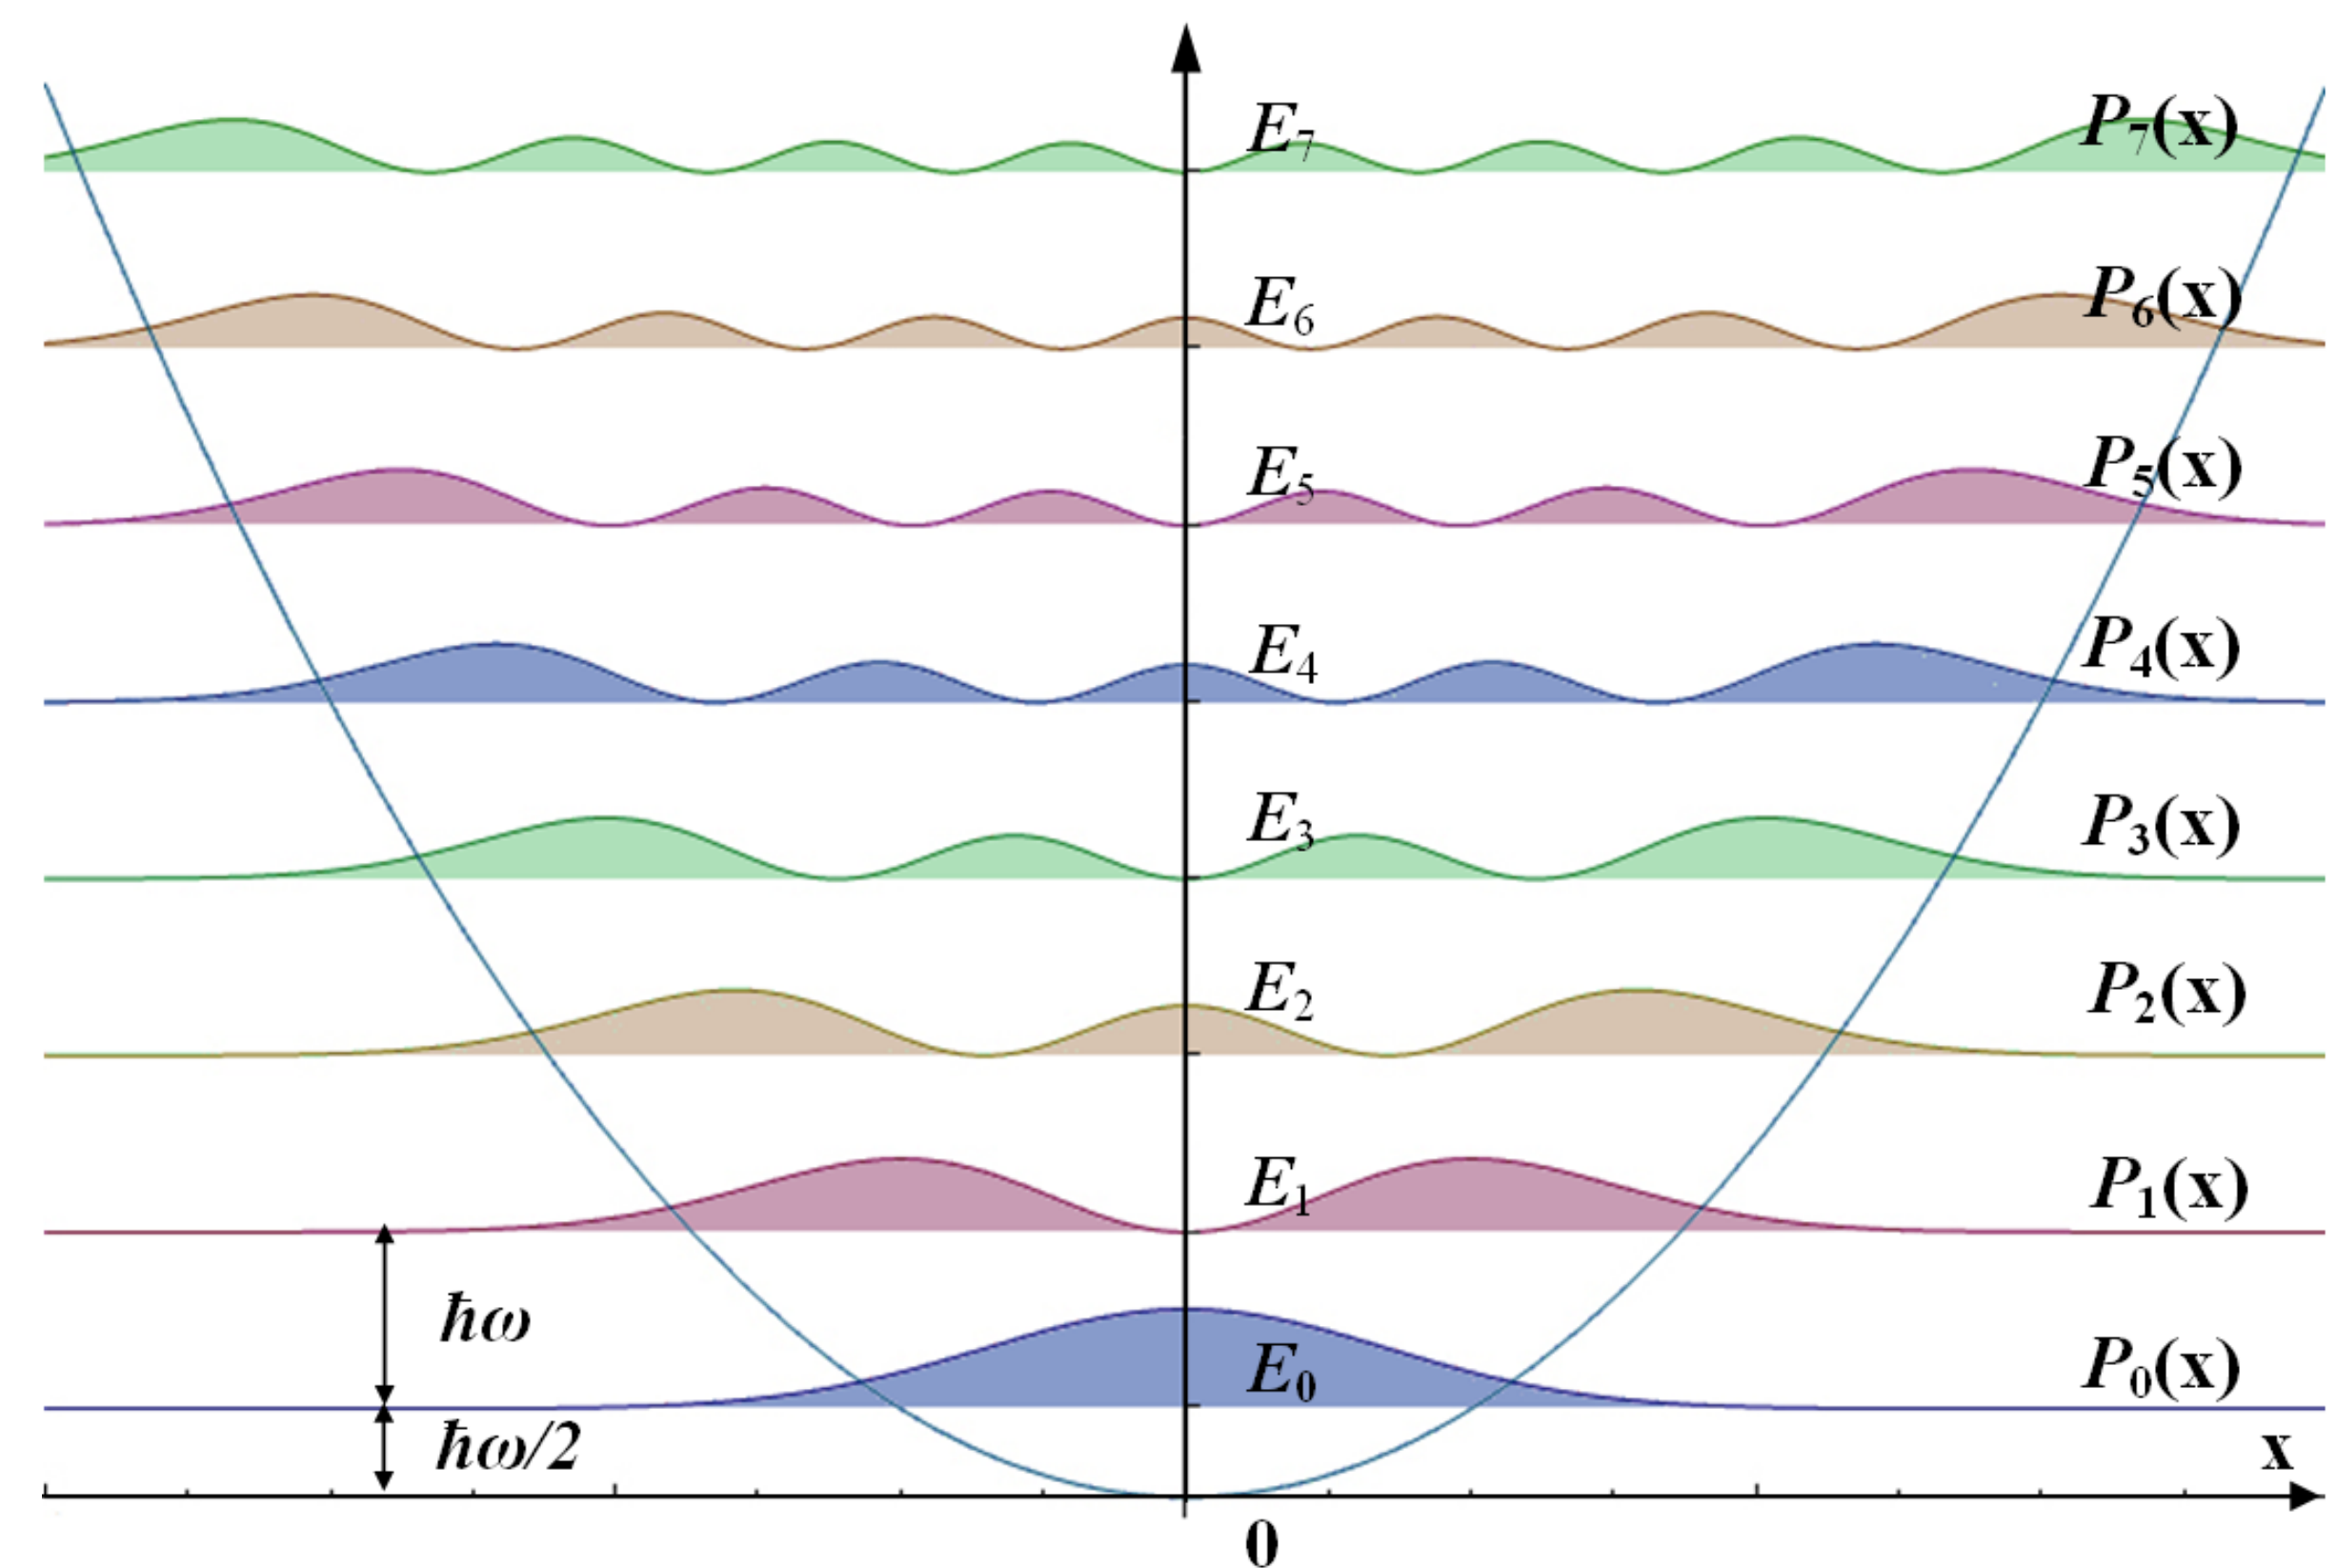 E₇ P₇(x)
E₆ P₆(x)
E₅ P₅(x)
E₄ P₄(x)
E₃ P₃(x)
E₂ P₂(x)
E₁ P₁(x)
ħω
E₀ P₀(x)
ħω/2
x
0